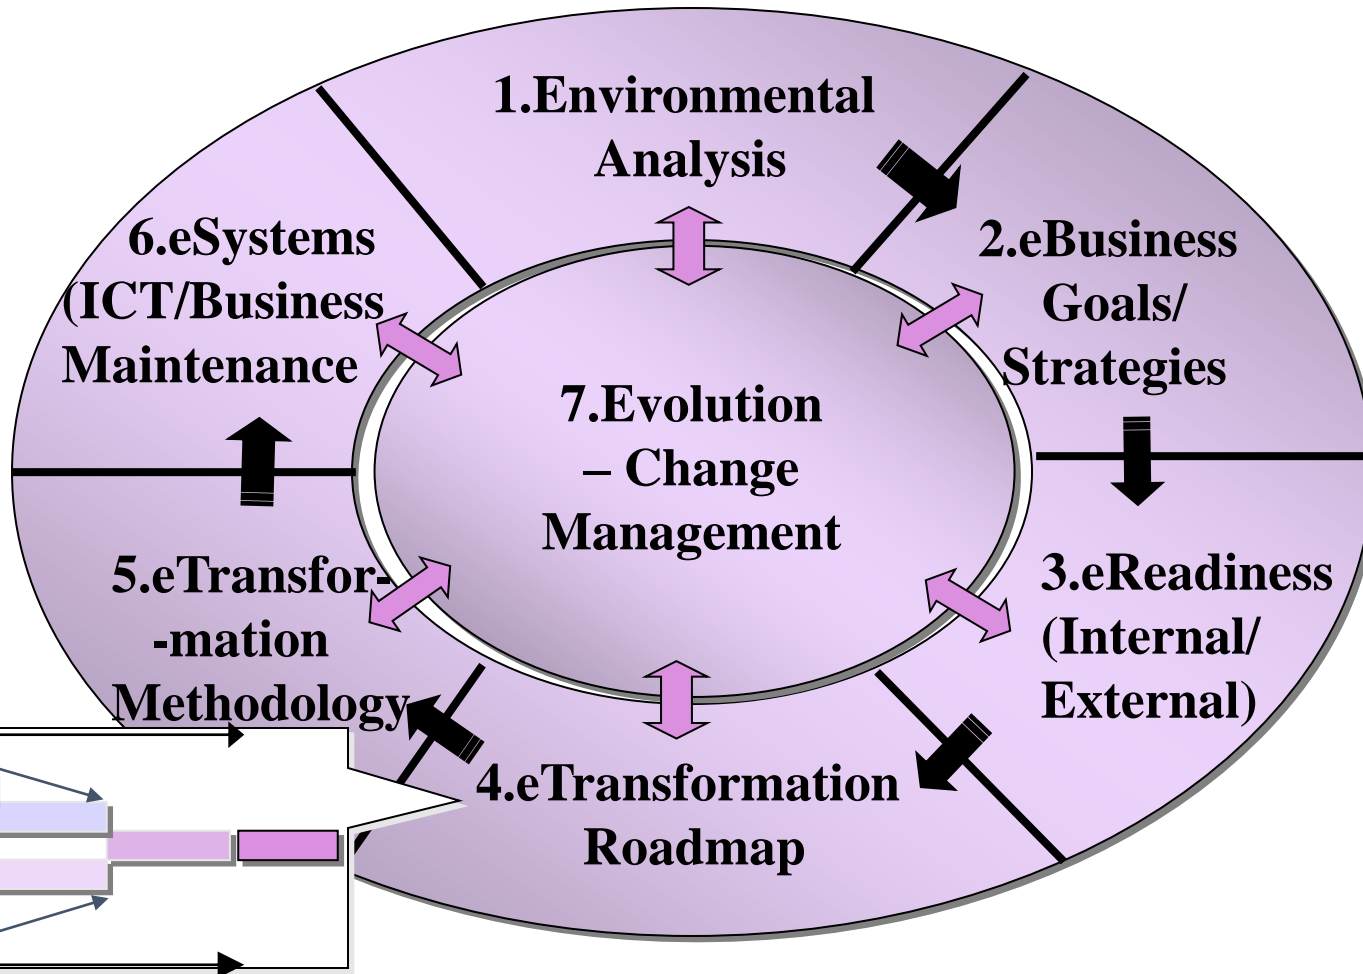 1.Environmental
Analysis
2.eBusiness
Goals/
Strategies
3.eReadiness
(Internal/
External)
4.eTransformation
Roadmap
5.eTransfor-
-mation
Methodology
6.eSystems
(ICT/Business
Maintenance
7.Evolution
– Change
Management